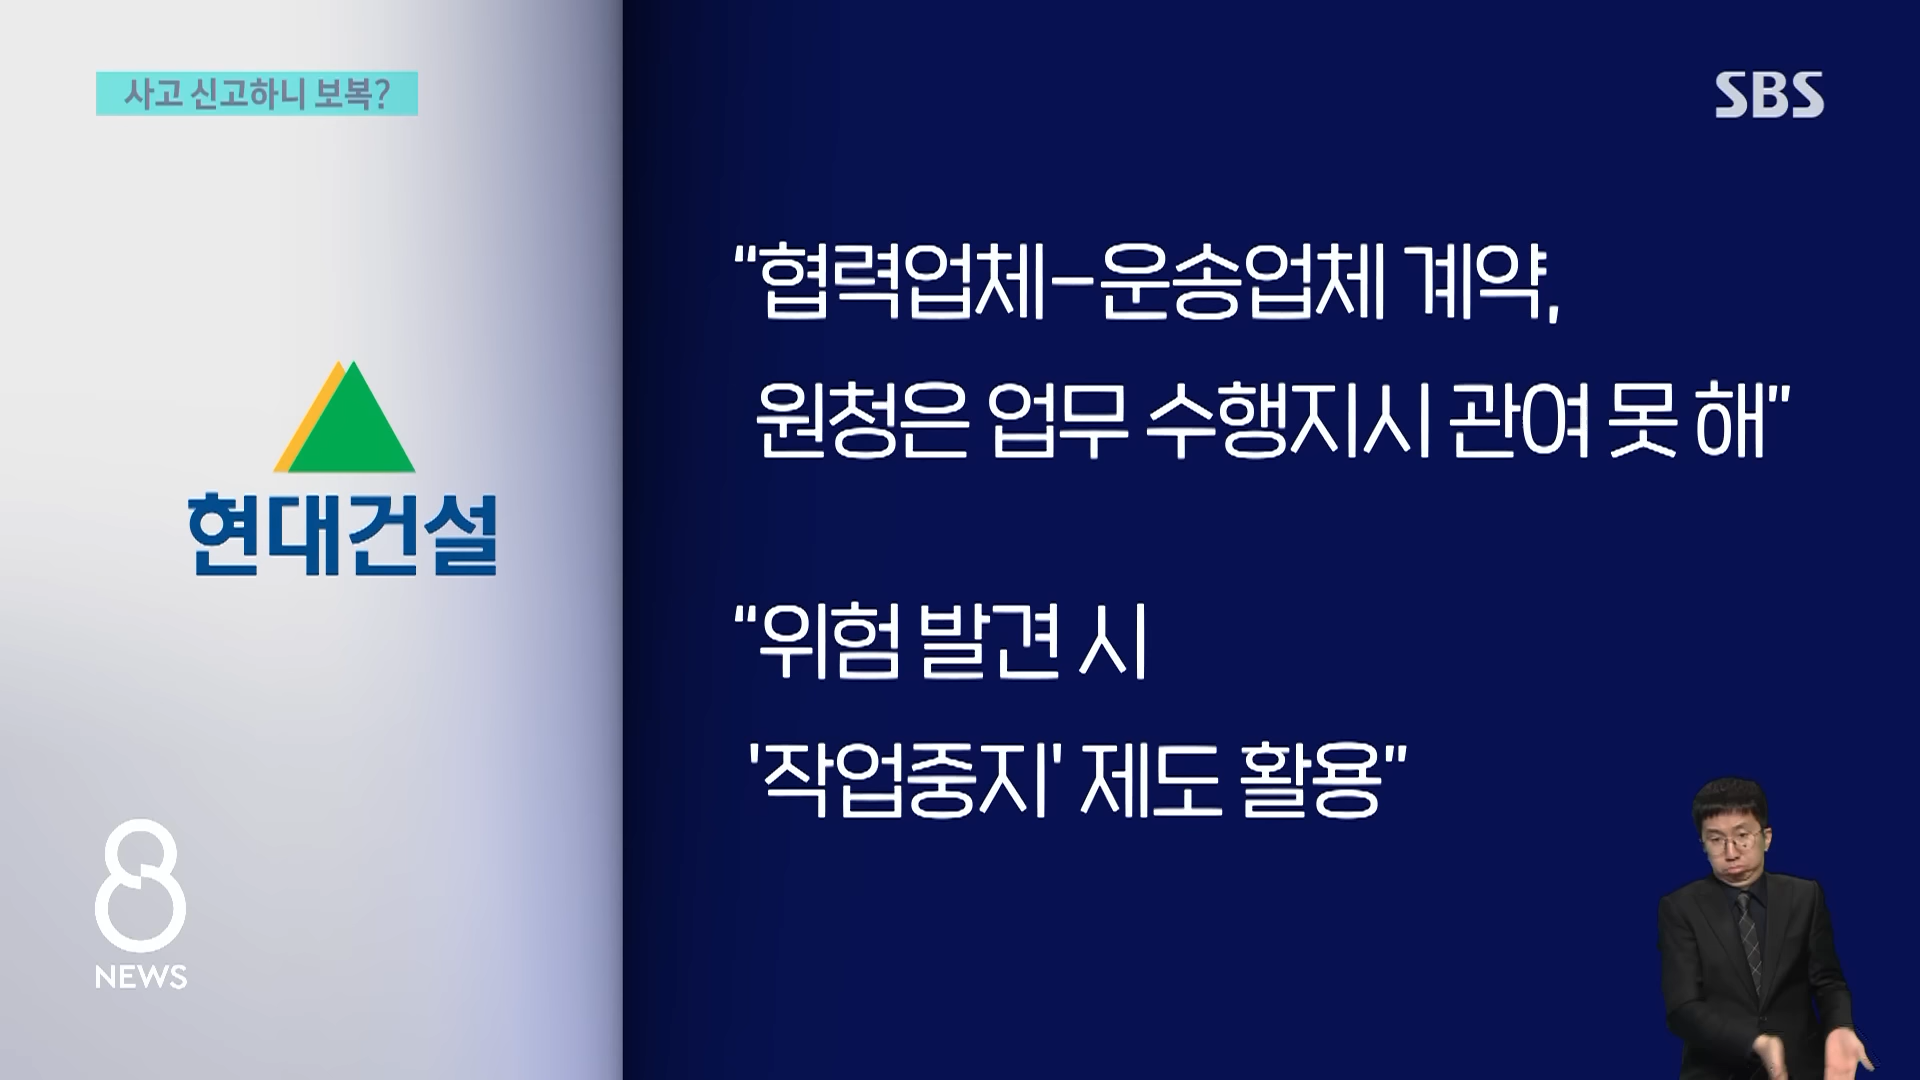 사고 신고하니 보복?
SBS
"협력업체-운송업체 계약,
원청은 업무 수행지시 관여 못 해"
현대건설
"위험 발견 시
'작업중지' 제도 활용"
8
NEWS